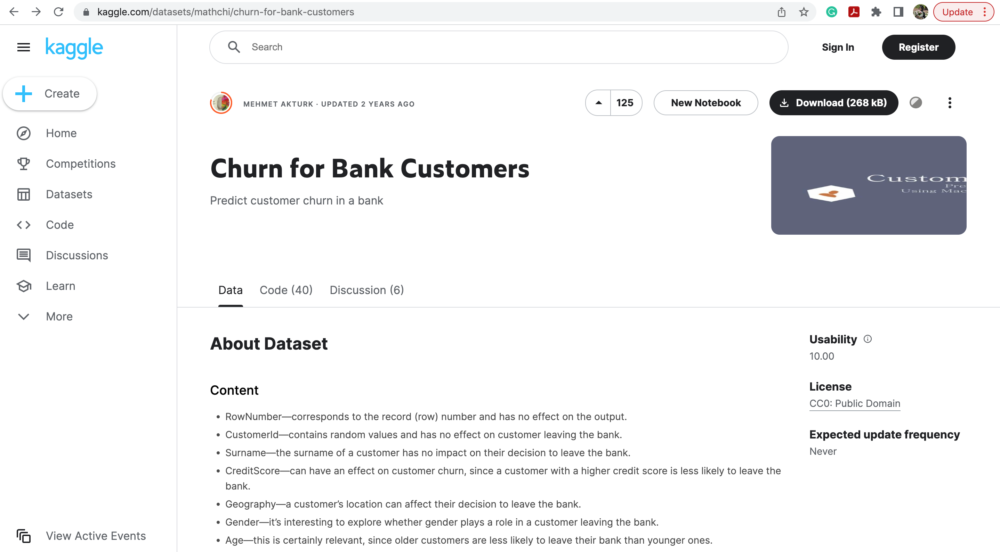 kaggle.com/datasets/mathchi/churn-for-bank-customers
Update
kaggle
Search
Sign In
Register
Create
MEHMET AKTURK · UPDATED 2 YEARS AGO
125
New Notebook
Download (268 kB)
Home
Competitions
Datasets
Code
Discussions
Learn
More
View Active Events
Churn for Bank Customers
Predict customer churn in a bank
Custom
Pre
Using Mac
Data
Code (40)
Discussion (6)
About Dataset
Content
• RowNumber—corresponds to the record (row) number and has no effect on the output.
• CustomerId—contains random values and has no effect on customer leaving the bank.
• Surname—the surname of a customer has no impact on their decision to leave the bank.
• CreditScore—can have an effect on customer churn, since a customer with a higher credit score is less likely to leave the
bank.
• Geography—a customer’s location can affect their decision to leave the bank.
• Gender—it’s interesting to explore whether gender plays a role in a customer leaving the bank.
• Age—this is certainly relevant, since older customers are less likely to leave their bank than younger ones.
Usability
10.00
License
CC0: Public Domain
Expected update frequency
Never